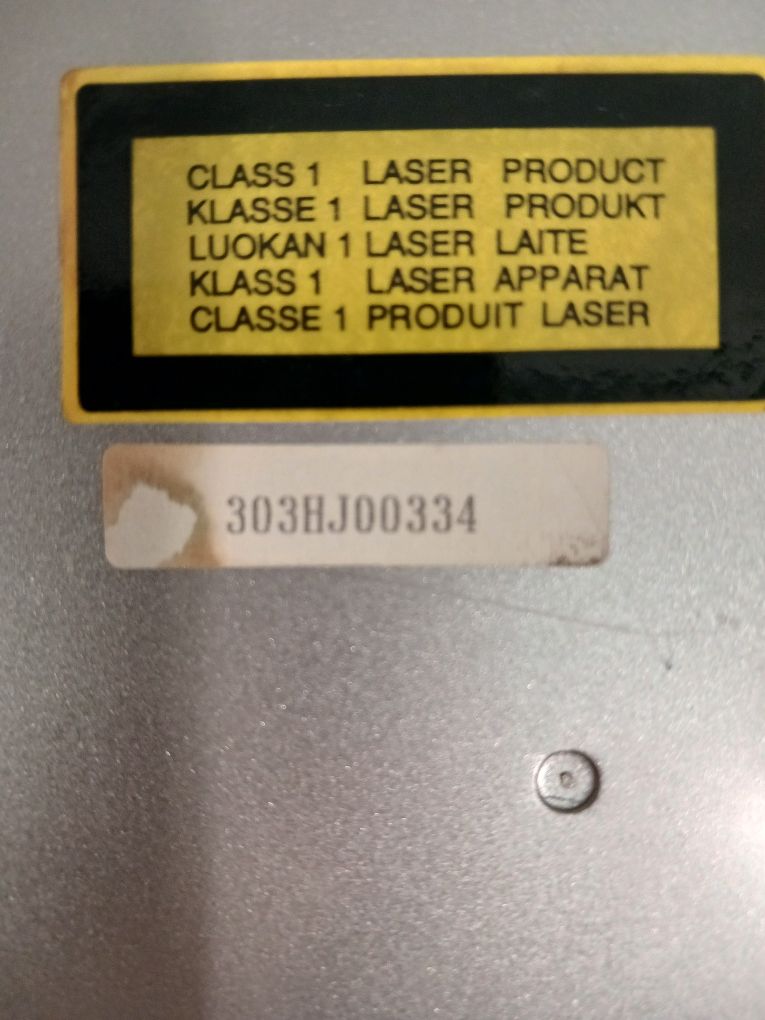 CLASS 1 LASER PRODUCT
KLASSE 1 LASER PRODUKT
LUOKAN 1 LASER LAITE
KLASS 1 LASER APPARAT
CLASSE 1 PRODUIT LASER
303HJ00334